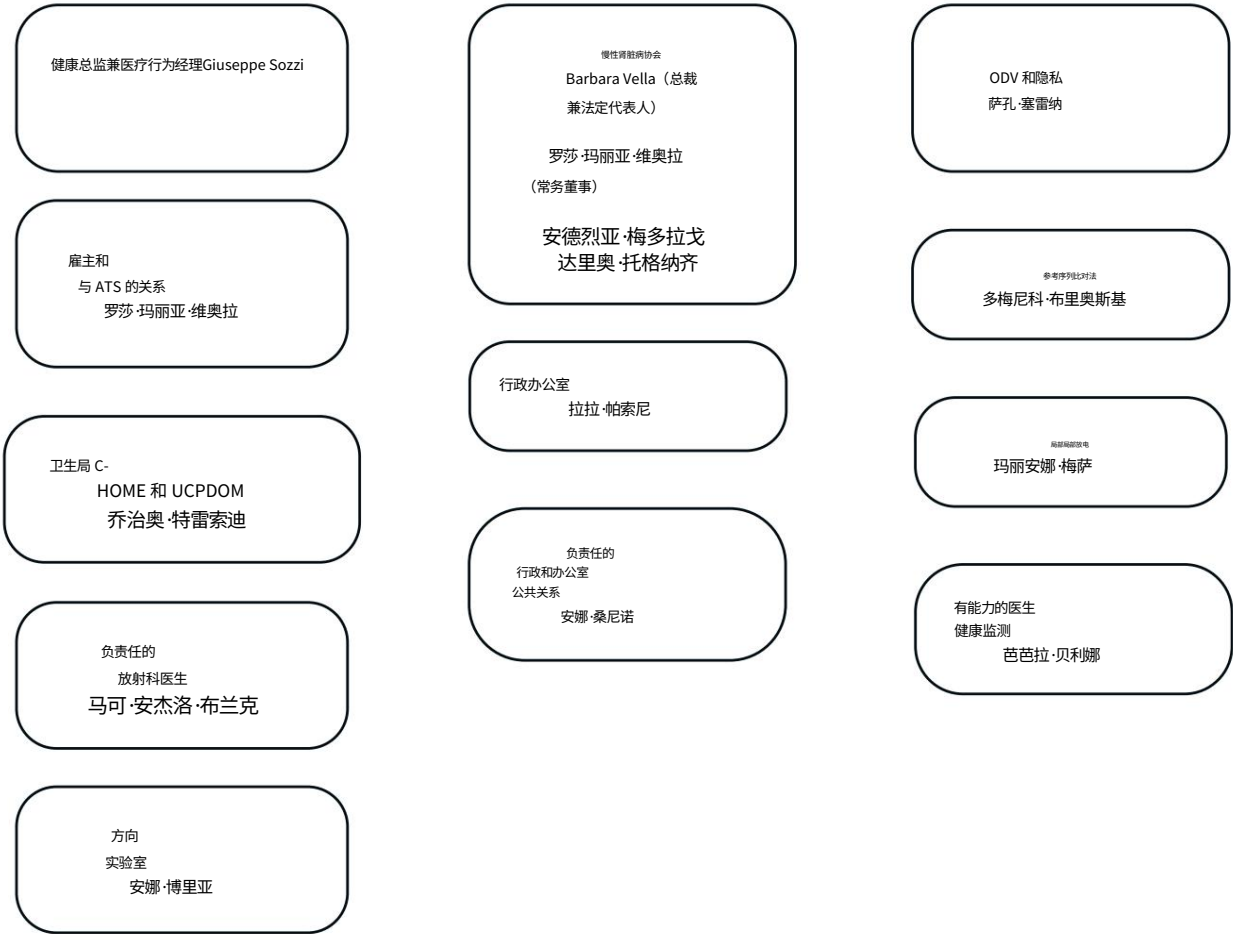 健康总监兼医疗行为经理Giuseppe Sozzi
雇主和
与 ATS 的关系
罗莎·玛丽亚·维奥拉
卫生局 C-
HOME 和 UCPDOM
乔治奥·特雷索迪
负责任的
放射科医生
马可·安杰洛·布兰克
方向
实验室
安娜·博里亚
慢性肾脏病协会
Barbara Vella（总裁
兼法定代表人）
罗莎·玛丽亚·维奥拉
（常务董事）
安德烈亚·梅多拉戈
达里奥·托格纳齐
行政办公室
拉拉·帕索尼
负责任的
行政和办公室
公共关系
安娜·桑尼诺
ODV 和隐私
萨孔·塞雷纳
参考序列比对法
多梅尼科·布里奥斯基
局部局部放电
玛丽安娜·梅萨
有能力的医生
健康监测
芭芭拉·贝利娜